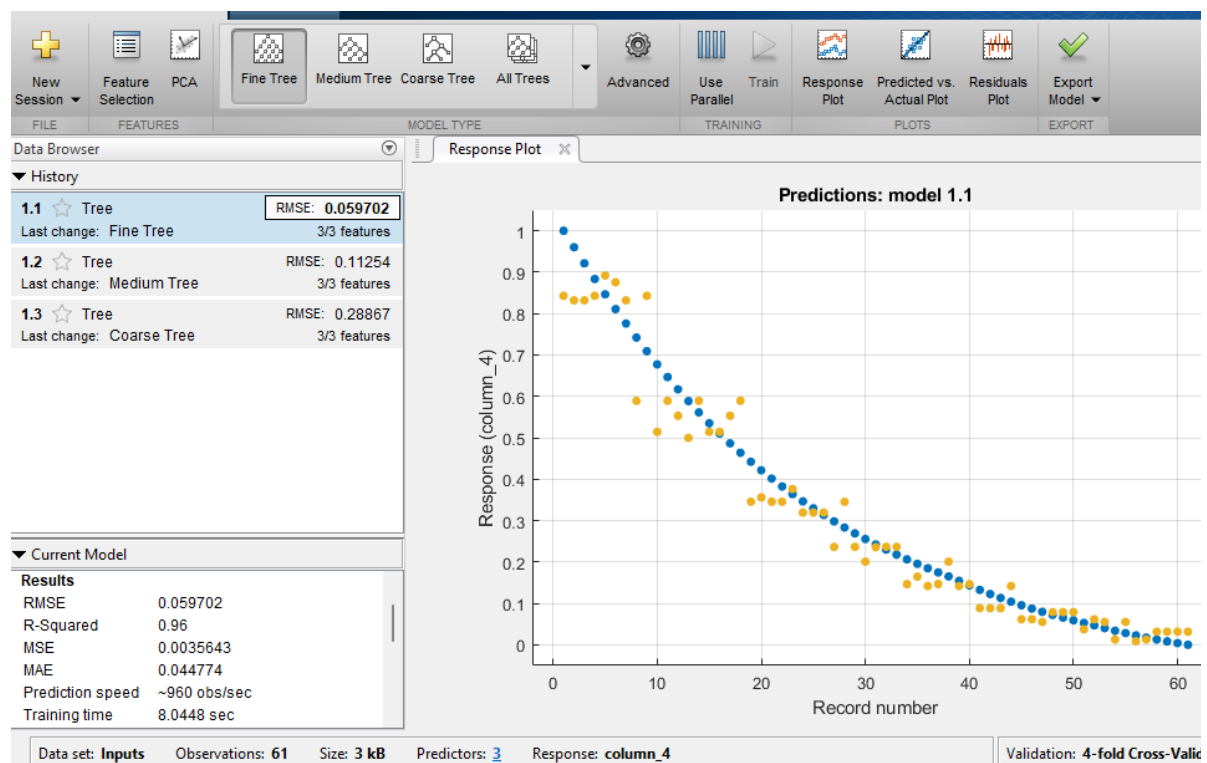 New Session
Feature Selection
PCA
Fine Tree
Medium Tree
Coarse Tree
All Trees
Advanced
Use Parallel
Train
Response Plot
Predicted vs. Actual Plot
Residuals Plot
Export Model
FILE
FEATURES
MODEL TYPE
TRAINING
PLOTS
EXPORT
Data Browser
History
1.1 Tree RMSE: 0.059702
Last change: Fine Tree 3/3 features
1.2 Tree RMSE: 0.11254
Last change: Medium Tree 3/3 features
1.3 Tree RMSE: 0.28867
Last change: Coarse Tree 3/3 features
Current Model
Results
RMSE 0.059702
R-Squared 0.96
MSE 0.0035643
MAE 0.044774
Prediction speed ~960 obs/sec
Training time 8.0448 sec
Response Plot
Predictions: model 1.1
Response (column_4)
1
0.9
0.8
0.7
0.6
0.5
0.4
0.3
0.2
0.1
0
0 10 20 30 40 50 60
Record number
Data set: Inputs Observations: 61 Size: 3 kB Predictors: 3 Response: column_4 Validation: 4-fold Cross-Valid